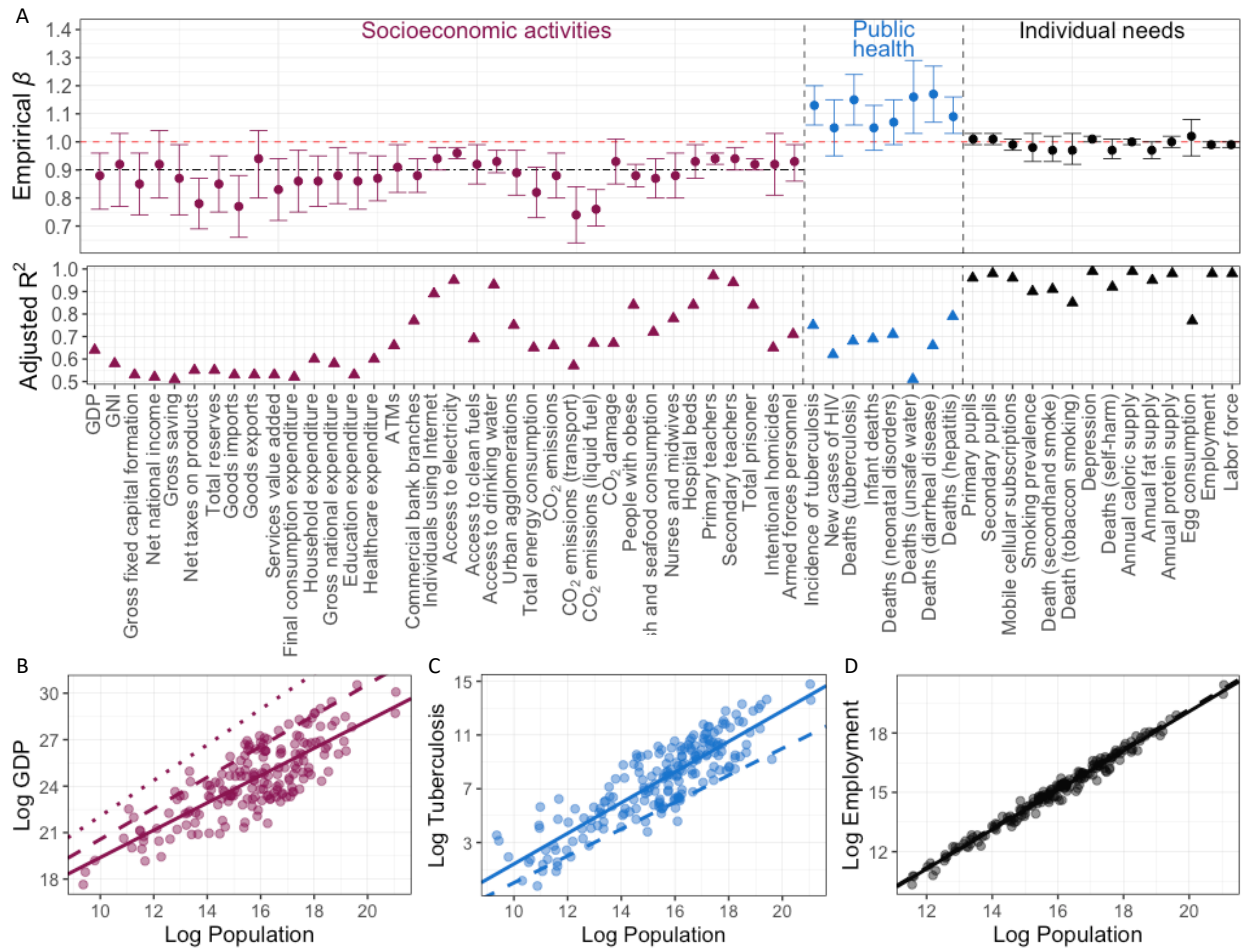 A
Socioeconomic activities
Public
health
Individual needs
Emprirical β
1.4
1.3
1.2
1.1
1.0
0.9
0.8
0.7
Adjusted R²
1.0
0.9
0.8
0.7
0.6
0.5
GDP
GNI
Gross fixed capital formation
Net national income
Gross saving
Net taxes on products
Total reserves
Goods imports
Goods exports
Services value added
Final consumption expenditure
Household expenditure
Gross national expenditure
Education expenditure
Healthcare expenditure
ATMs
Commercial bank branches
Individuals using Internet
Access to electricity
Access to clean fuels
Access to drinking water
Urban agglomerations
Total energy consumption
CO₂ emissions
CO₂ emissions (transport)
CO₂ emissions (liquid fuel)
CO₂ damage
People with obese
sh and seafood consumption
Nurses and midwives
Hospital beds
Primary teachers
Secondary teachers
Total prisoner
Intentional homicides
Armed forces personnel
Incidence of tuberculosis
New cases of HIV
Deaths (tuberculosis)
Infant deaths
Deaths (neonatal disorders)
Deaths (unsafe water)
Deaths (diarrheal disease)
Deaths (hepatitis)
Primary pupils
Secondary pupils
Mobile cellular subscriptions
Smoking prevalence
Death (secondhand smoke)
Death (tobaccon smoking)
Depression
Deaths (self-harm)
Annual caloric supply
Annual fat supply
Annual protein supply
Egg consumption
Employment
Labor force
B
Log GDP
30
27
24
21
18
10 12 14 16 18 20
Log Population
C
Log Tuberculosis
15
11
7
3
10 12 14 16 18 20
Log Population
D
Log Employment
18
15
12
12 14 16 18 20
Log Population